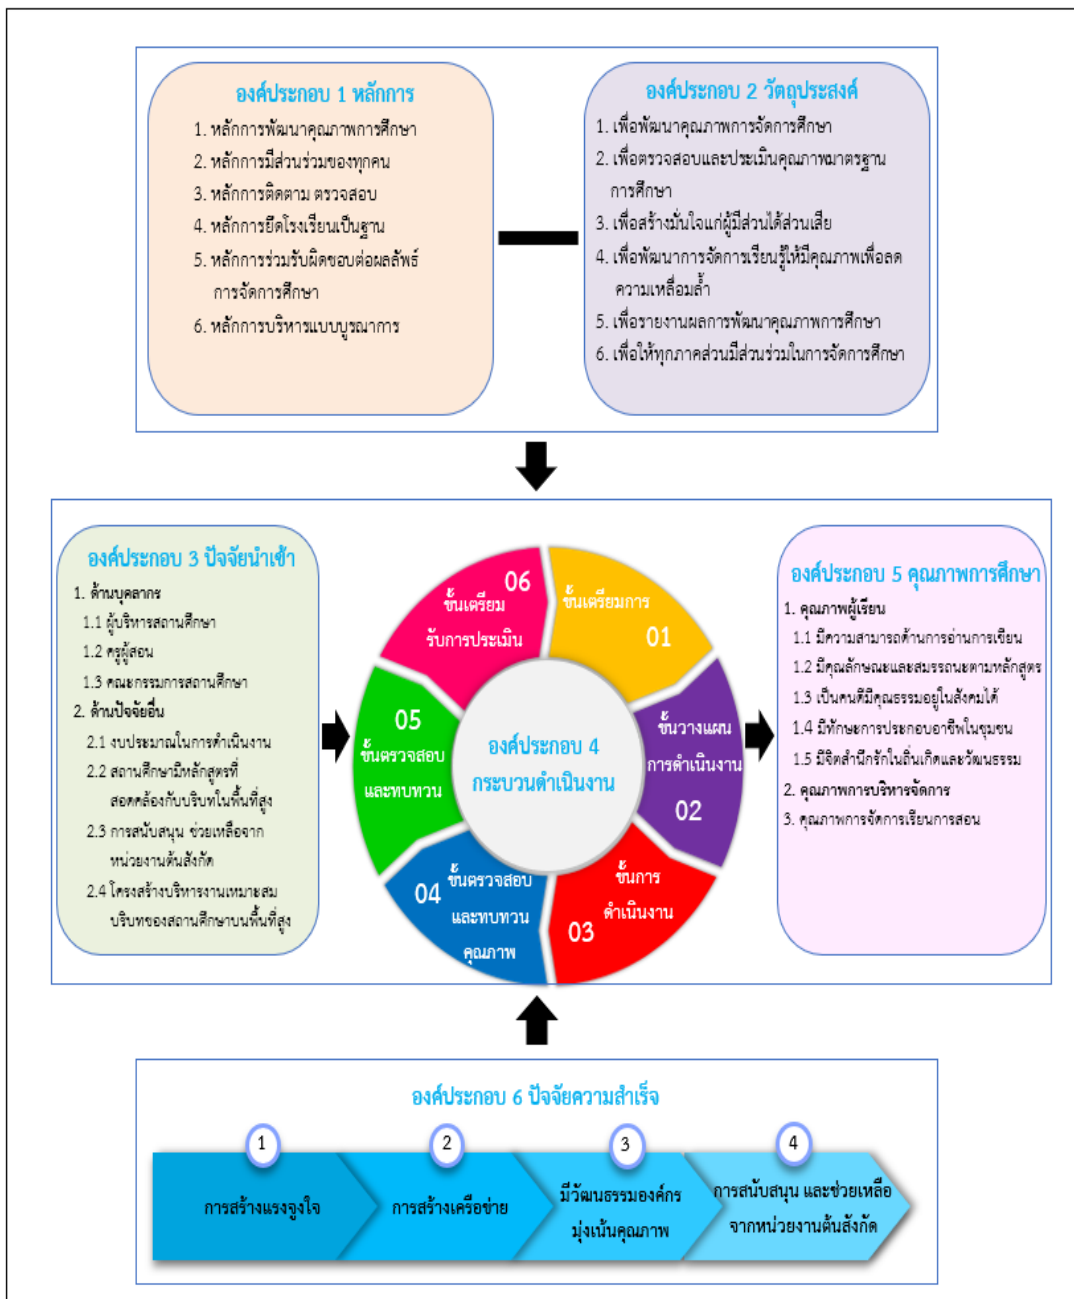 องค์ประกอบ 1 หลักการ
1. หลักการพัฒนาคุณภาพการศึกษา
2. หลักการมีส่วนร่วมของทุกคน
3. หลักการติดตาม ตรวจสอบ
4. หลักการยึดโรงเรียนเป็นฐาน
5. หลักการร่วมรับผิดชอบต่อผลลัพธ์
การจัดการศึกษา
6. หลักการบริหารแบบบูรณาการ
องค์ประกอบ 2 วัตถุประสงค์
1. เพื่อพัฒนาคุณภาพการจัดการศึกษา
2. เพื่อตรวจสอบและประเมินคุณภาพมาตรฐาน
การศึกษา
3. เพื่อสร้างมั่นใจแก่ผู้มีส่วนได้ส่วนเสีย
4. เพื่อพัฒนาการจัดการเรียนรู้ให้มีคุณภาพเพื่อลด
ความเหลื่อมล้ำ
5. เพื่อรายงานผลการพัฒนาคุณภาพการศึกษา
6. เพื่อให้ทุกภาคส่วนมีส่วนร่วมในการจัดการศึกษา
องค์ประกอบ 3 ปัจจัยนำเข้า
1. ด้านบุคลากร
1.1 ผู้บริหารสถานศึกษา
1.2 ครูผู้สอน
1.3 คณะกรรมการสถานศึกษา
2. ด้านปัจจัยอื่น
2.1 งบประมาณในการดำเนินงาน
2.2 สถานศึกษามีหลักสูตรที่
สอดคล้องกับบริบทในพื้นที่สูง
2.3 การสนับสนุน ช่วยเหลือจาก
หน่วยงานต้นสังกัด
2.4 โครงสร้างบริหารงานเหมาะสม
บริบทของสถานศึกษาบนพื้นที่สูง
องค์ประกอบ 4
กระบวนดำเนินงาน
ขั้นเตรียมการ
01
ขั้นวางแผน
การดำเนินงาน
02
ขั้นการ
ดำเนินงาน
03
04
ขั้นตรวจสอบ
และทบทวน
คุณภาพ
05
ขั้นตรวจสอบ
และทบทวน
06
ขั้นเตรียม
รับการประเมิน
องค์ประกอบ 5 คุณภาพการศึกษา
1. คุณภาพผู้เรียน
1.1 มีความสามารถด้านการอ่านการเขียน
1.2 มีคุณลักษณะและสมรรถนะตามหลักสูตร
1.3 เป็นคนดีมีคุณธรรมอยู่ในสังคมได้
1.4 มีทักษะการประกอบอาชีพในชุมชน
1.5 มีจิตสำนึกรักในถิ่นเกิดและวัฒนธรรม
2. คุณภาพการบริหารจัดการ
3. คุณภาพการจัดการเรียนการสอน
องค์ประกอบ 6 ปัจจัยความสำเร็จ
1
การสร้างแรงจูงใจ
2
การสร้างเครือข่าย
3
มีวัฒนธรรมองค์กร
มุ่งเน้นคุณภาพ
4
การสนับสนุน และช่วยเหลือ
จากหน่วยงานต้นสังกัด